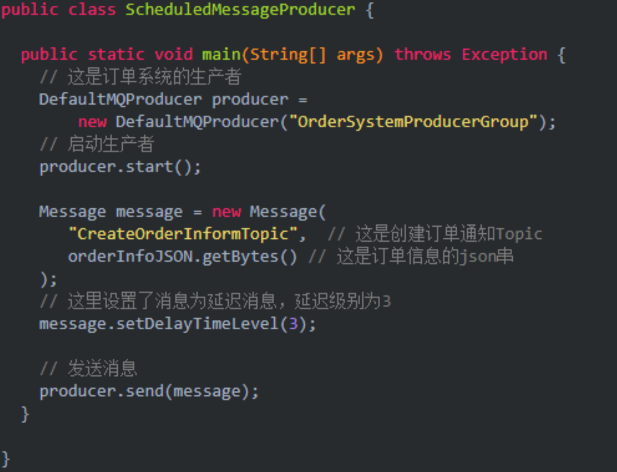 public class ScheduledMessageProducer {
public static void main(String[] args) throws Exception {
// 这是订单系统的生产者
DefaultMQProducer producer =
new DefaultMQProducer("OrderSystemProducerGroup");
// 启动生产者
producer.start();
Message message = new Message(
"CreateOrderInformTopic", // 这是创建订单通知Topic
orderInfoJSON.getBytes() // 这是订单信息的json串
);
// 这里设置了消息为延迟消息，延迟级别为3
message.setDelayTimeLevel(3);
// 发送消息
producer.send(message);
}
}